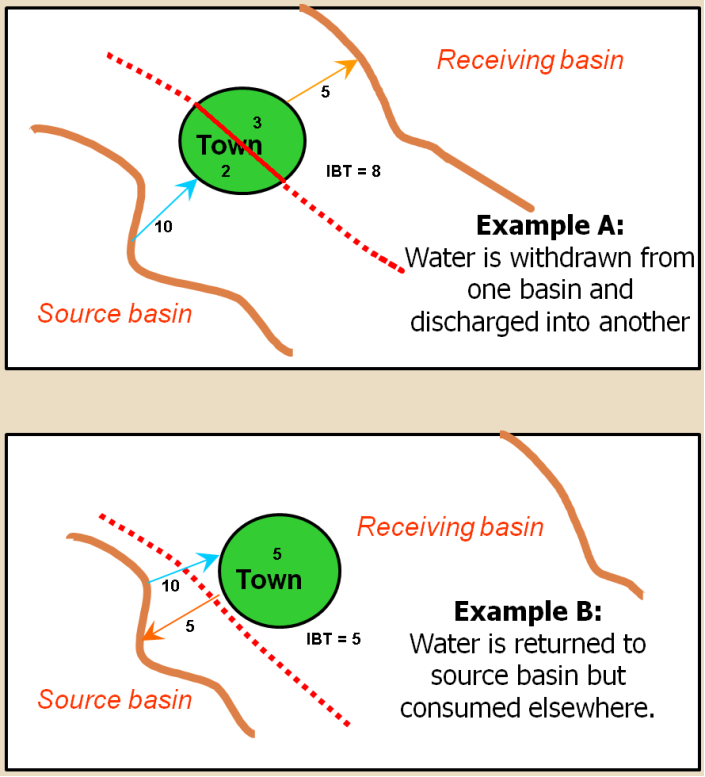 Receiving basin
5
3
Town
2
IBT = 8
10
Example A:
Water is withdrawn from
one basin and
discharged into another
Source basin
Receiving basin
5
Town
10
5
IBT = 5
Example B:
Water is returned to
source basin but
consumed elsewhere.
Source basin